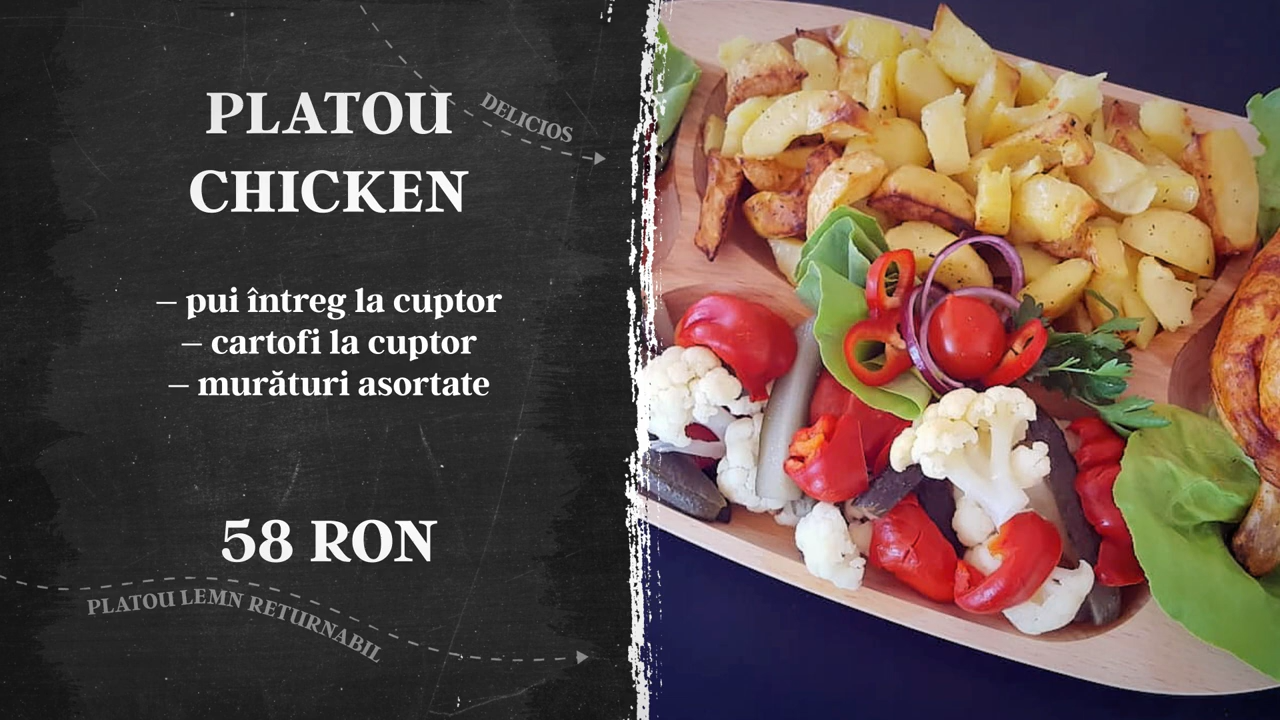 PLATOU
CHICKEN
DELICIOS
– pui întreg la cuptor
– cartofi la cuptor
– murături asortate
58 RON
PLATOU LEMN RETURNABIL